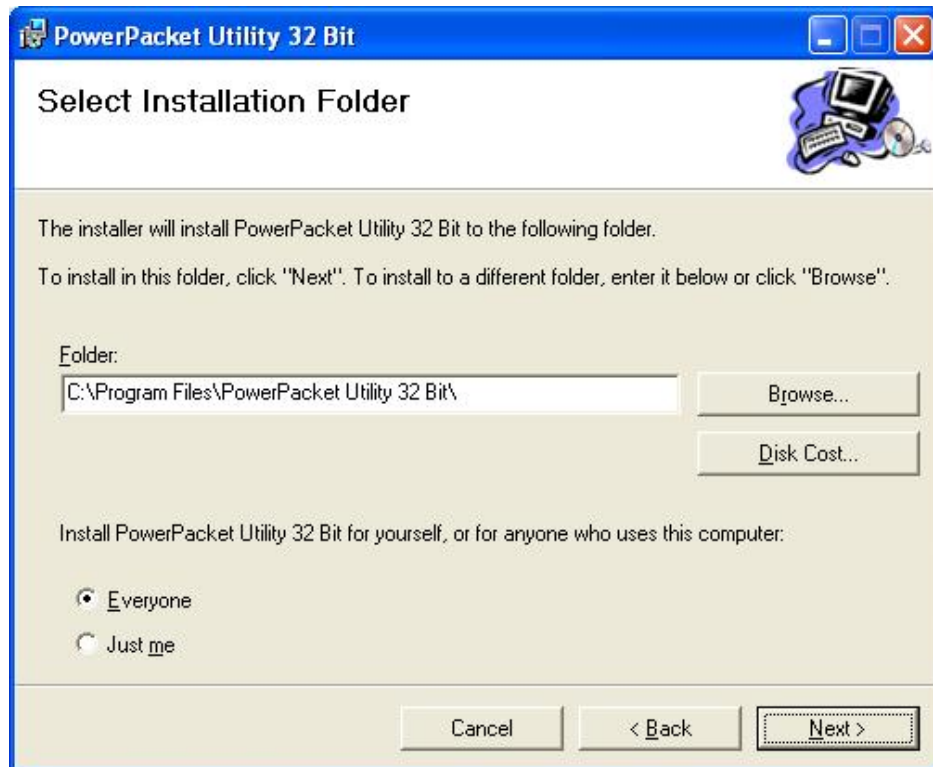 PowerPacket Utility 32 Bit
Select Installation Folder
The installer will install PowerPacket Utility 32 Bit to the following folder.
To install in this folder, click "Next". To install to a different folder, enter it below or click "Browse".
Folder:
C:\Program Files\PowerPacket Utility 32 Bit\
Browse...
Disk Cost...
Install PowerPacket Utility 32 Bit for yourself, or for anyone who uses this computer:
Everyone
Just me
Cancel
< Back
Next >